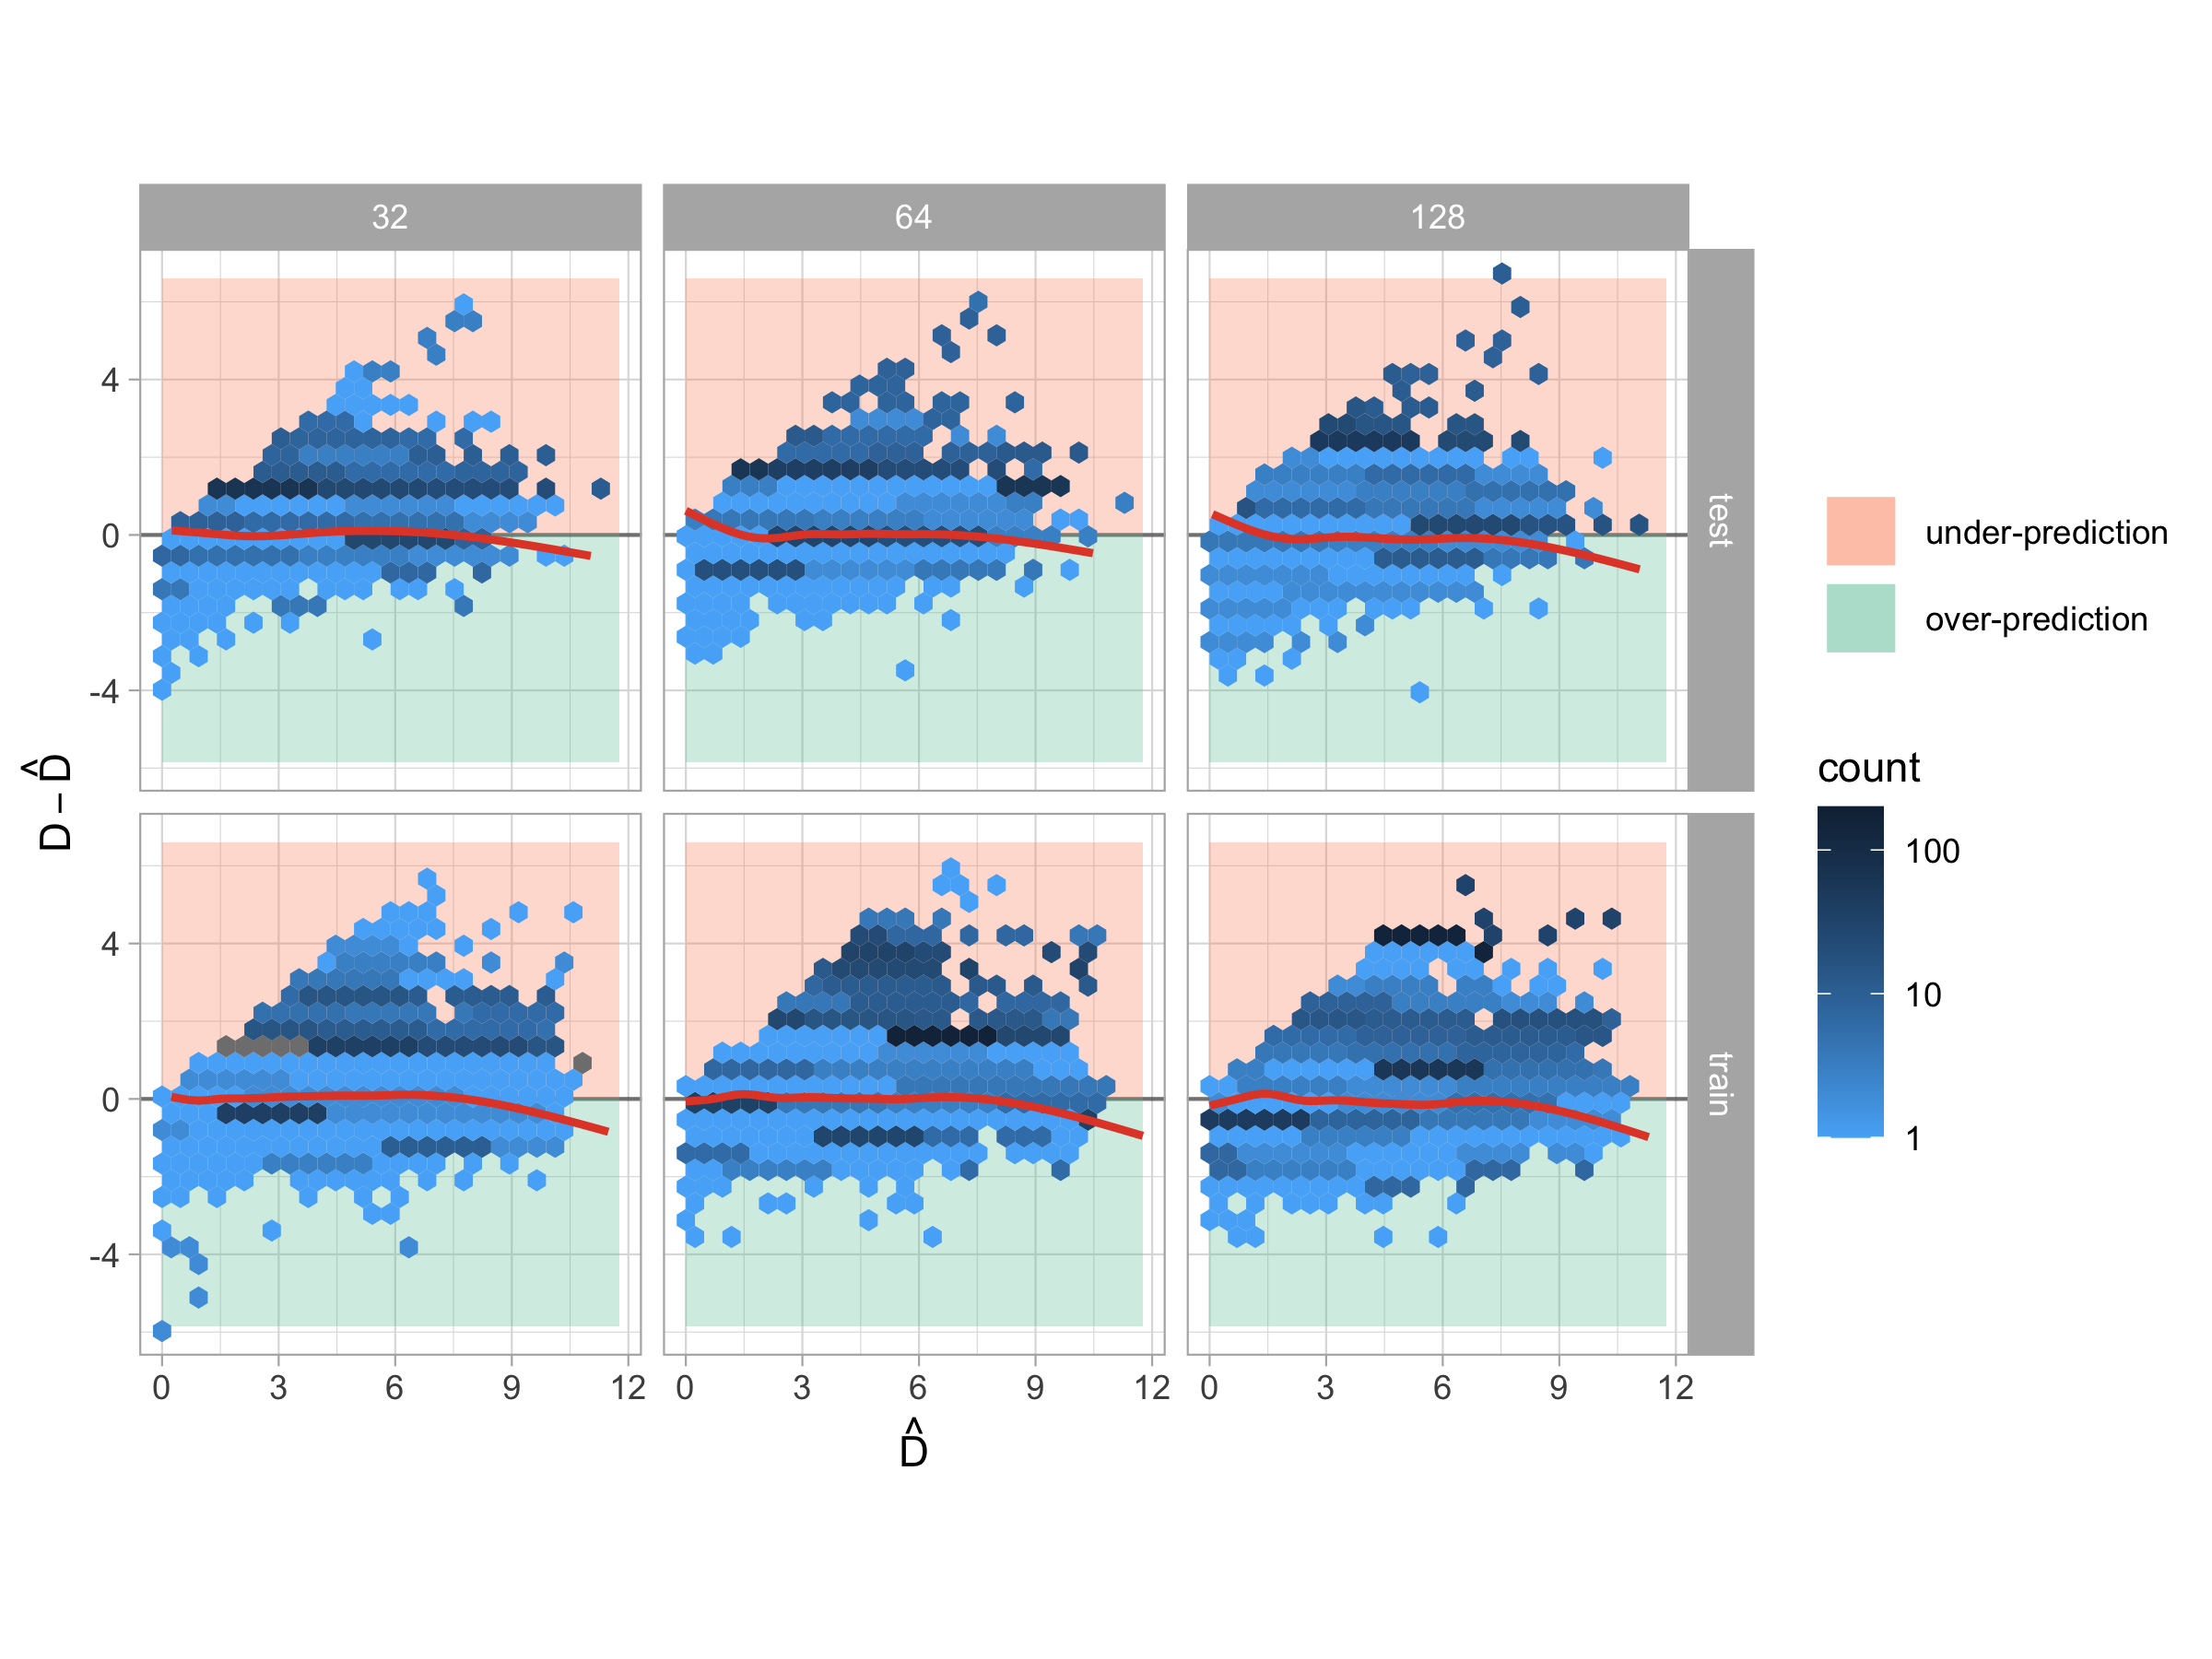 32 64 128
4
0
-4
test
4
0
-4
train
0 3 6 9 12 0 3 6 9 12 0 3 6 9 12
D̂
D − D̂
under-prediction
over-prediction
count
100
10
1